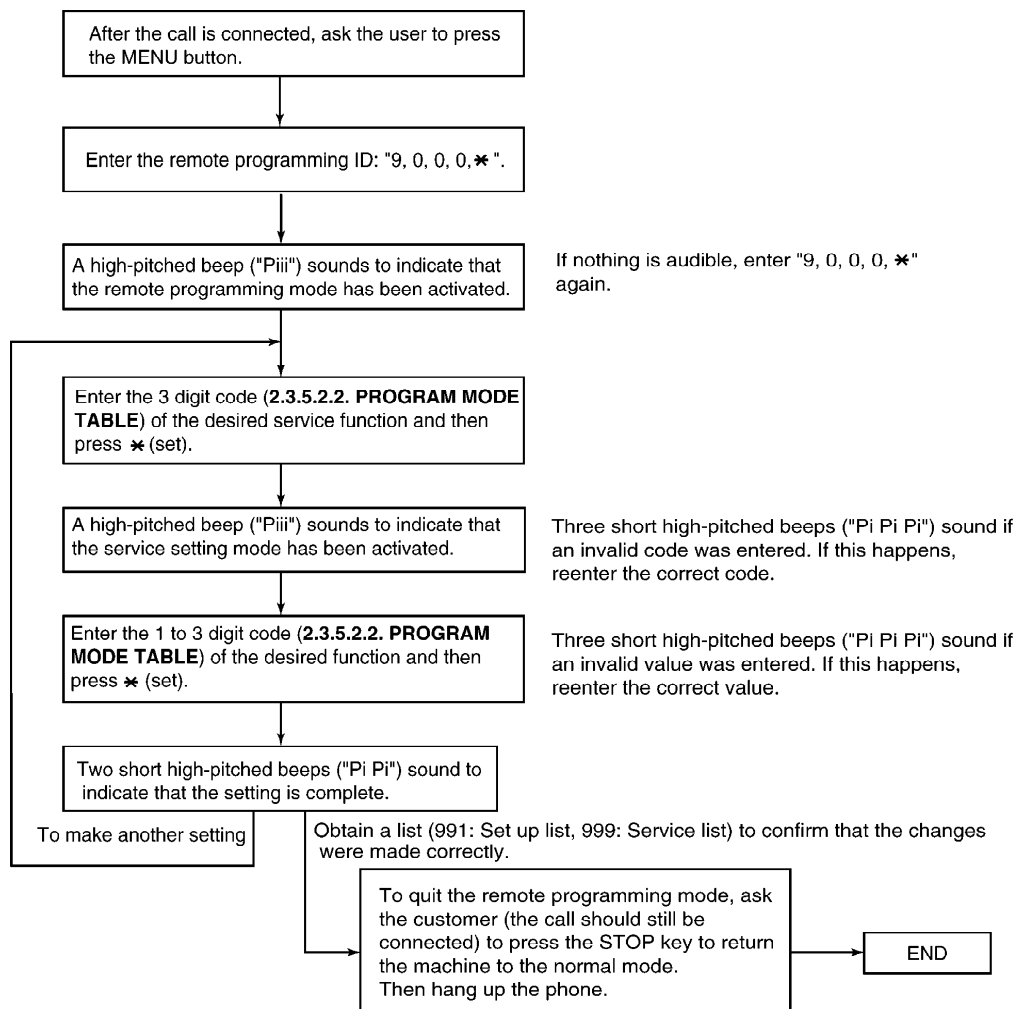 After the call is connected, ask the user to press
the MENU button.
Enter the remote programming ID: "9, 0, 0, 0,* ".
A high-pitched beep ("Piii") sounds to indicate that
the remote programming mode has been activated.
If nothing is audible, enter "9, 0, 0, 0, *"
again.
Enter the 3 digit code (2.3.5.2.2. PROGRAM MODE
TABLE) of the desired service function and then
press * (set).
A high-pitched beep ("Piii") sounds to indicate that
the service setting mode has been activated.
Three short high-pitched beeps ("Pi Pi Pi") sound if
an invalid code was entered. If this happens,
reenter the correct code.
Enter the 1 to 3 digit code (2.3.5.2.2. PROGRAM
MODE TABLE) of the desired function and then
press * (set).
Three short high-pitched beeps ("Pi Pi Pi") sound if
an invalid value was entered. If this happens,
reenter the correct value.
Two short high-pitched beeps ("Pi Pi") sound to
indicate that the setting is complete.
To make another setting
Obtain a list (991: Set up list, 999: Service list) to confirm that the changes
were made correctly.
To quit the remote programming mode, ask
the customer (the call should still be
connected) to press the STOP key to return
the machine to the normal mode.
Then hang up the phone.
END